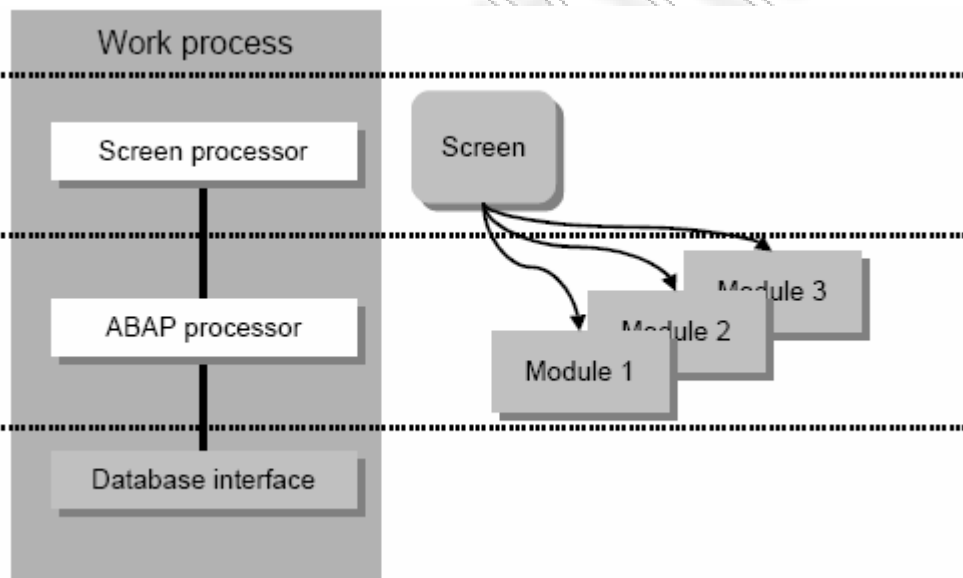 Work process
Screen processor
Screen
ABAP processor
Module 3
Module 2
Module 1
Database interface